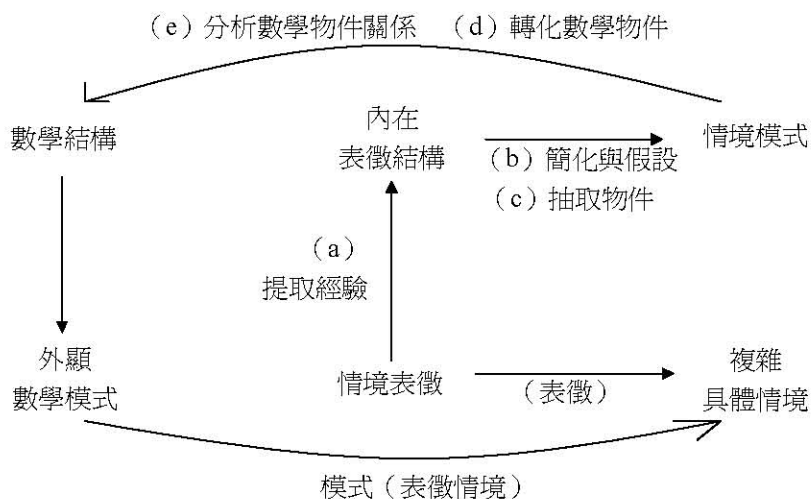 （e）分析數學物件關係 （d）轉化數學物件
數學結構
內在
表徵結構
（b）簡化與假設
（c）抽取物件
情境模式
（a）
提取經驗
外顯
數學模式
情境表徵
（表徵）
複雜
具體情境
模式（表徵情境）